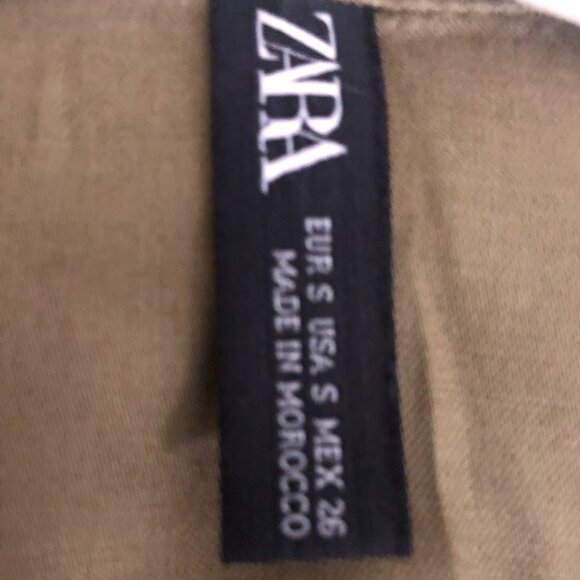 ZARA
EUR S USA S MEX 26
MADE IN MOROCCO